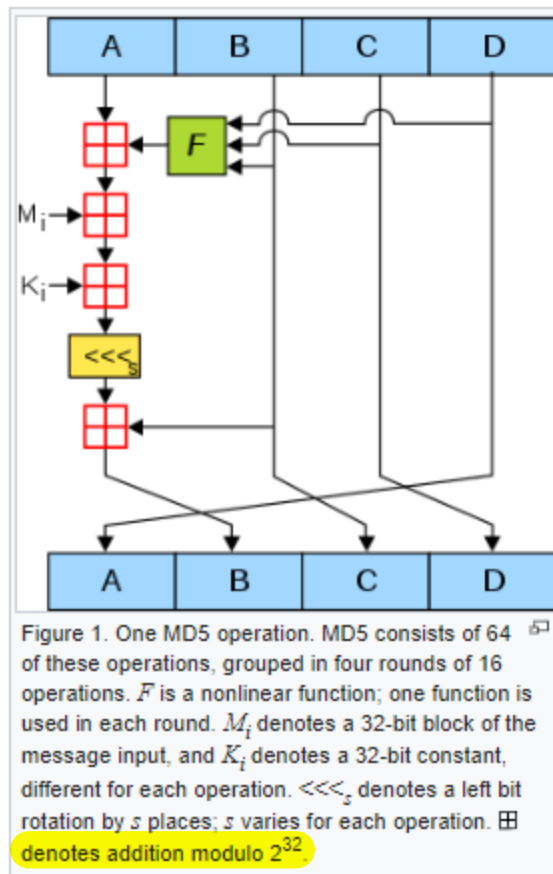 A B C D
F
Mi
Ki
<<<s
A B C D
Figure 1. One MD5 operation. MD5 consists of 64
of these operations, grouped in four rounds of 16
operations. F is a nonlinear function; one function is
used in each round. Mi denotes a 32-bit block of the
message input, and Ki denotes a 32-bit constant,
different for each operation. <<<s denotes a left bit
rotation by s places; s varies for each operation. ⊞
denotes addition modulo 2³².